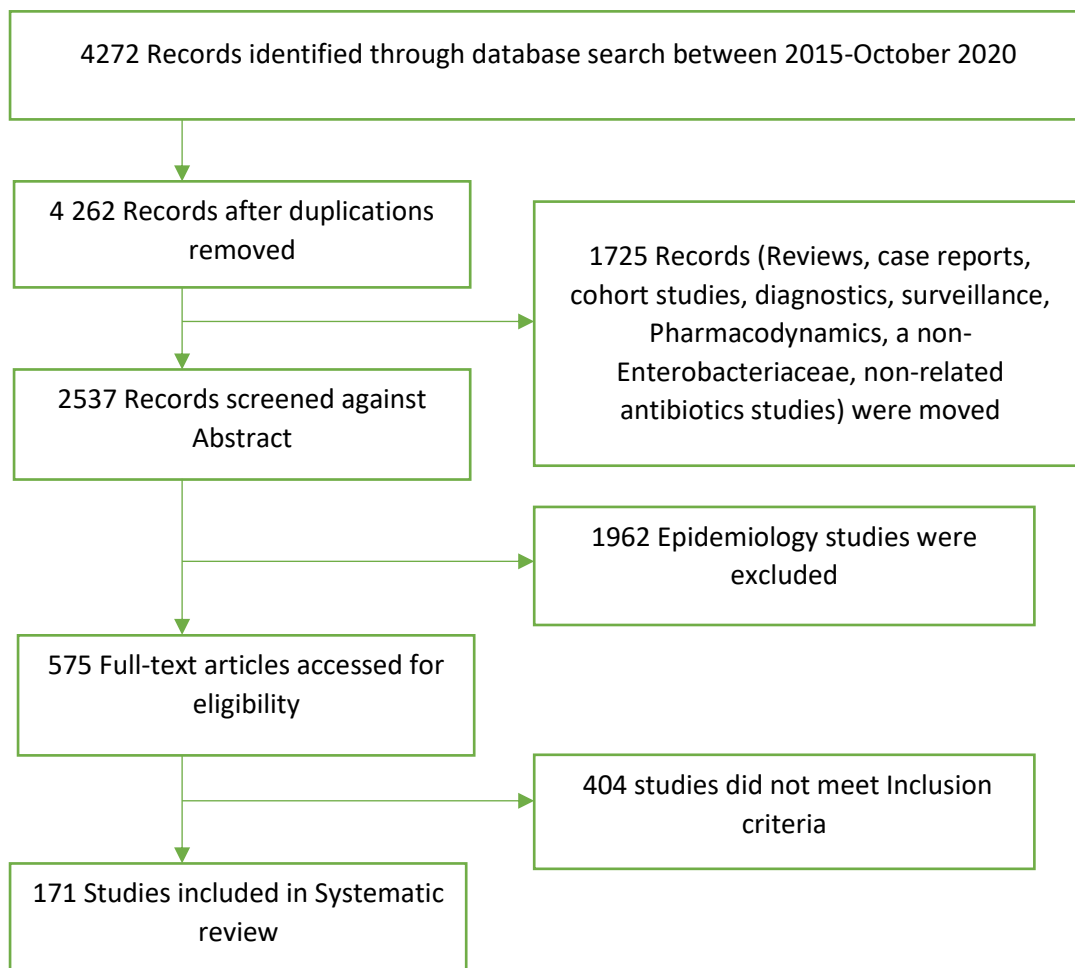 4272 Records identified through database search between 2015-October 2020
4 262 Records after duplications
removed
1725 Records (Reviews, case reports,
cohort studies, diagnostics, surveillance,
Pharmacodynamics, a non-
Enterobacteriaceae, non-related
antibiotics studies) were moved
2537 Records screened against
Abstract
1962 Epidemiology studies were
excluded
575 Full-text articles accessed for
eligibility
404 studies did not meet Inclusion
criteria
171 Studies included in Systematic
review